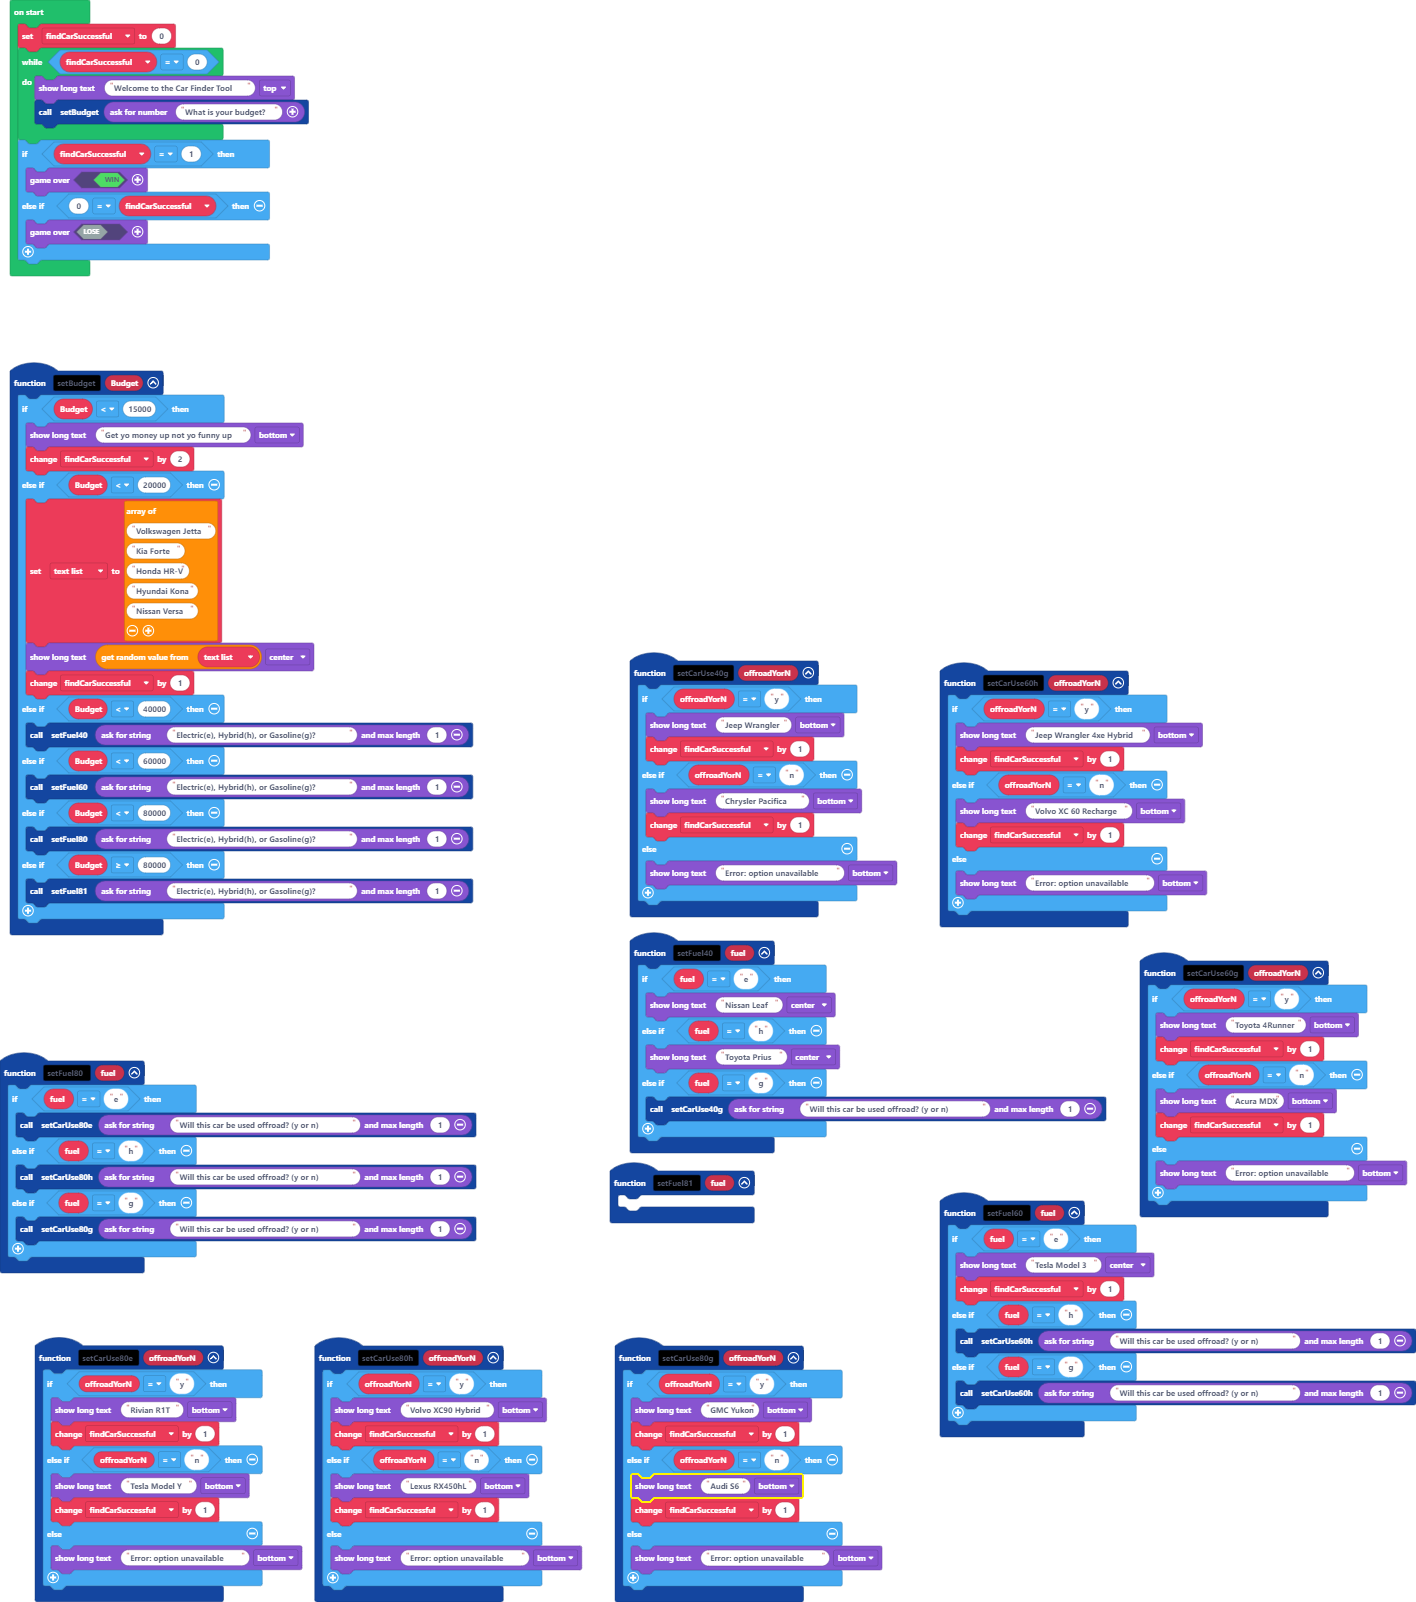 on start
set findCarSuccessful to 0
while findCarSuccessful = 0
do show long text "Welcome to the Car Finder Tool" top
call setBudget ask for number "What is your budget?"
if findCarSuccessful = 1 then
game over WIN
else if 0 = findCarSuccessful then
game over LOSE
function setBudget Budget
if Budget < 15000 then
show long text "Get yo money up not yo funny up" bottom
change findCarSuccessful by 2
else if Budget < 20000 then
set text list to array of
"Volkswagen Jetta"
"Kia Forte"
"Honda HR-V"
"Hyundai Kona"
"Nissan Versa"
show long text get random value from text list center
change findCarSuccessful by 1
else if Budget < 40000 then
call setFuel40 ask for string "Electric(e), Hybrid(h), or Gasoline(g)?" and max length 1
else if Budget < 60000 then
call setFuel60 ask for string "Electric(e), Hybrid(h), or Gasoline(g)?" and max length 1
else if Budget < 80000 then
call setFuel80 ask for string "Electric(e), Hybrid(h), or Gasoline(g)?" and max length 1
else if Budget ≥ 80000 then
call setFuel81 ask for string "Electric(e), Hybrid(h), or Gasoline(g)?" and max length 1
function setCarUse40g offroadYorN
if offroadYorN = "y" then
show long text "Jeep Wrangler" bottom
change findCarSuccessful by 1
else if offroadYorN = "n" then
show long text "Chrysler Pacifica" bottom
change findCarSuccessful by 1
else
show long text "Error: option unavailable" bottom
function setCarUse60h offroadYorN
if offroadYorN = "y" then
show long text "Jeep Wrangler 4xe Hybrid" bottom
change findCarSuccessful by 1
else if offroadYorN = "n" then
show long text "Volvo XC 60 Recharge" bottom
change findCarSuccessful by 1
else
show long text "Error: option unavailable" bottom
function setFuel40 fuel
if fuel = "e" then
show long text "Nissan Leaf" center
else if fuel = "h" then
show long text "Toyota Prius" center
else if fuel = "g" then
call setCarUse40g ask for string "Will this car be used offroad? (y or n)" and max length 1
function setCarUse60g offroadYorN
if offroadYorN = "y" then
show long text "Toyota 4Runner" bottom
change findCarSuccessful by 1
else if offroadYorN = "n" then
show long text "Acura MDX" bottom
change findCarSuccessful by 1
else
show long text "Error: option unavailable" bottom
function setFuel80 fuel
if fuel = "e" then
call setCarUse80e ask for string "Will this car be used offroad? (y or n)" and max length 1
else if fuel = "h" then
call setCarUse80h ask for string "Will this car be used offroad? (y or n)" and max length 1
else if fuel = "g" then
call setCarUse80g ask for string "Will this car be used offroad? (y or n)" and max length 1
function setFuel81 fuel
function setFuel60 fuel
if fuel = "e" then
show long text "Tesla Model 3" center
change findCarSuccessful by 1
else if fuel = "h" then
call setCarUse60h ask for string "Will this car be used offroad? (y or n)" and max length 1
else if fuel = "g" then
call setCarUse60h ask for string "Will this car be used offroad? (y or n)" and max length 1
function setCarUse80e offroadYorN
if offroadYorN = "y" then
show long text "Rivian R1T" bottom
change findCarSuccessful by 1
else if offroadYorN = "n" then
show long text "Tesla Model Y" bottom
change findCarSuccessful by 1
else
show long text "Error: option unavailable" bottom
function setCarUse80h offroadYorN
if offroadYorN = "y" then
show long text "Volvo XC90 Hybrid" bottom
change findCarSuccessful by 1
else if offroadYorN = "n" then
show long text "Lexus RX450hL" bottom
change findCarSuccessful by 1
else
show long text "Error: option unavailable" bottom
function setCarUse80g offroadYorN
if offroadYorN = "y" then
show long text "GMC Yukon" bottom
change findCarSuccessful by 1
else if offroadYorN = "n" then
show long text "Audi S6" bottom
change findCarSuccessful by 1
else
show long text "Error: option unavailable" bottom